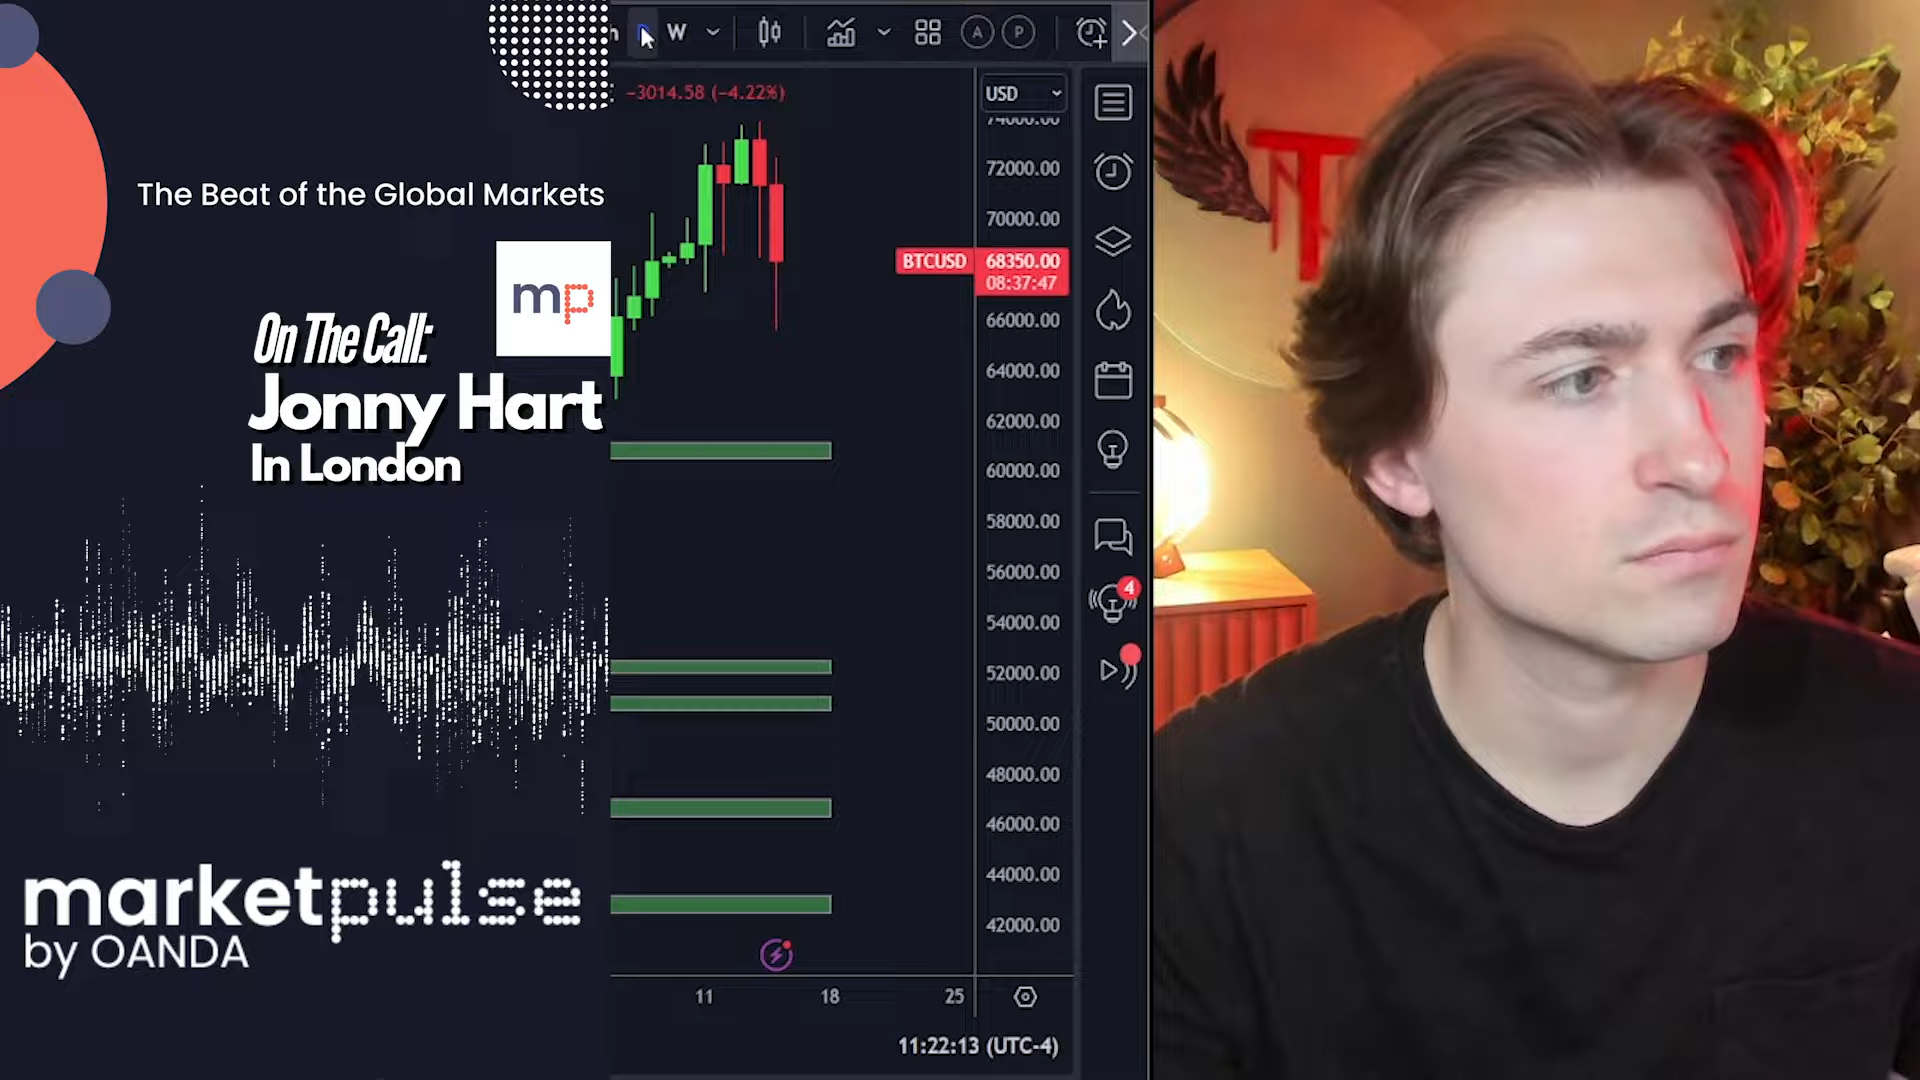 The Beat of the Global Markets
mp
On The Call:
Jonny Hart
In London
marketpulse
by OANDA
D W
A P
−3014.58 (−4.22%)
USD
74000.00
72000.00
70000.00
BTCUSD 68350.00
08:37:47
66000.00
64000.00
62000.00
60000.00
58000.00
56000.00
54000.00
52000.00
50000.00
48000.00
46000.00
44000.00
42000.00
4
11 18 25
11:22:13 (UTC-4)